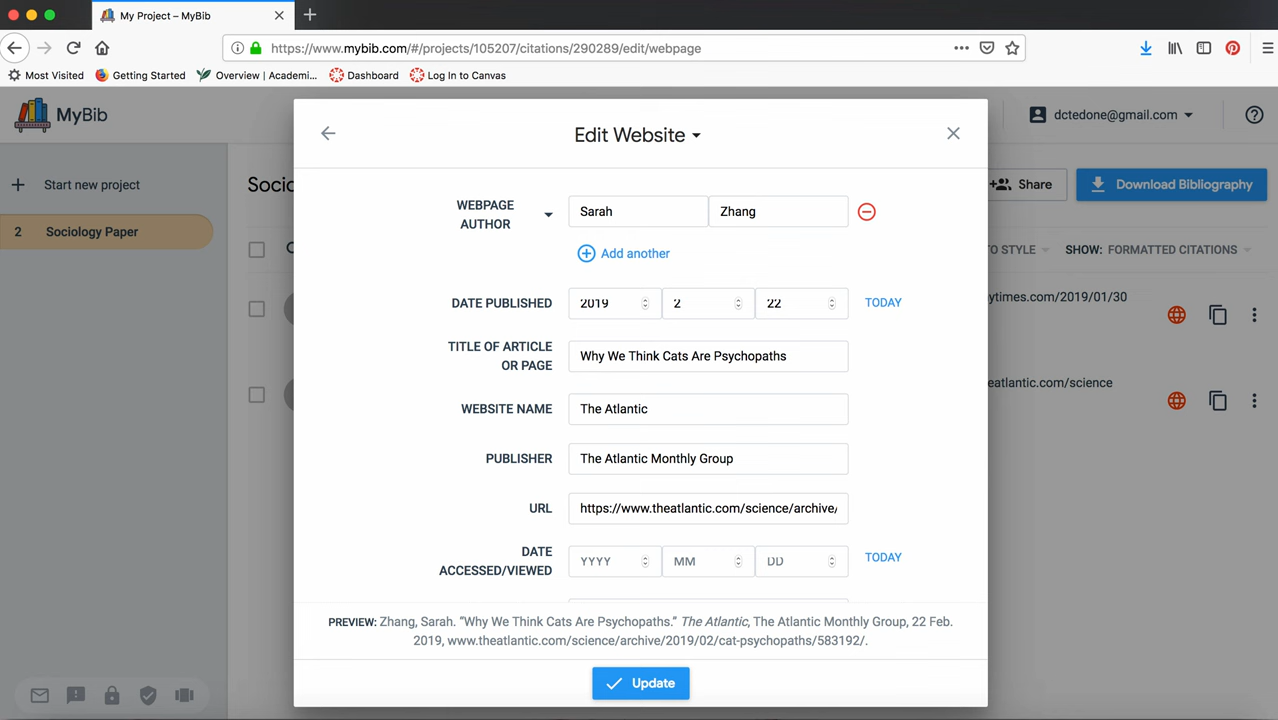 My Project – MyBib
https://www.mybib.com/#/projects/105207/citations/290289/edit/webpage
Most Visited Getting Started Overview | Academi... Dashboard Log In to Canvas
MyBib
dctedone@gmail.com
Start new project
2 Sociology Paper
Socio
Share
Download Bibliography
O STYLE
SHOW: FORMATTED CITATIONS
ytimes.com/2019/01/30
eatlantic.com/science
Edit Website
WEBPAGE
AUTHOR
Sarah
Zhang
Add another
DATE PUBLISHED
2019
2
22
TODAY
TITLE OF ARTICLE
OR PAGE
Why We Think Cats Are Psychopaths
WEBSITE NAME
The Atlantic
PUBLISHER
The Atlantic Monthly Group
URL
https://www.theatlantic.com/science/archive/
DATE
ACCESSED/VIEWED
YYYY
MM
DD
TODAY
PREVIEW: Zhang, Sarah. “Why We Think Cats Are Psychopaths.” The Atlantic, The Atlantic Monthly Group, 22 Feb.
2019, www.theatlantic.com/science/archive/2019/02/cat-psychopaths/583192/.
Update